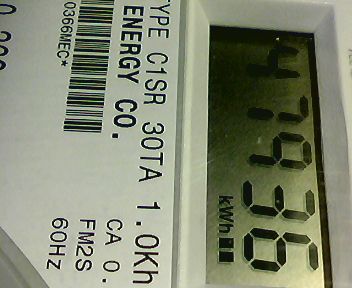 47936
kWh
TYPE C1SR 30TA 1.0Kh
ENERGY CO.
CA 0.
FM2S
60HZ
0366MEC*